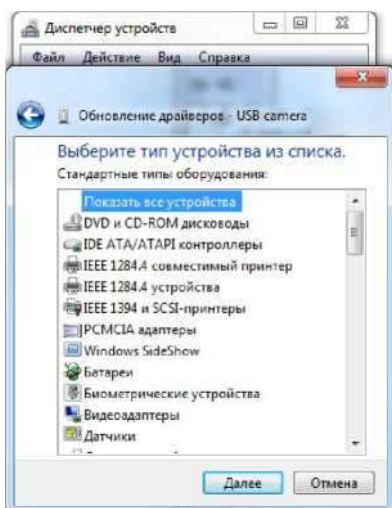 Диспетчер устройств
Файл Действие Вид Справка
Обновление драйверов - USB camera
Выберите тип устройства из списка.
Стандартные типы оборудования:
Показать все устройства
DVD и CD-ROM дисководы
IDE ATA/ATAPI контроллеры
IEEE 1284.4 совместимый принтер
IEEE 1284.4 устройства
IEEE 1394 и SCSI-принтеры
PCMCIA адаптеры
Windows SideShow
Батареи
Биометрические устройства
Видеоадаптеры
Датчики
Далее Отмена